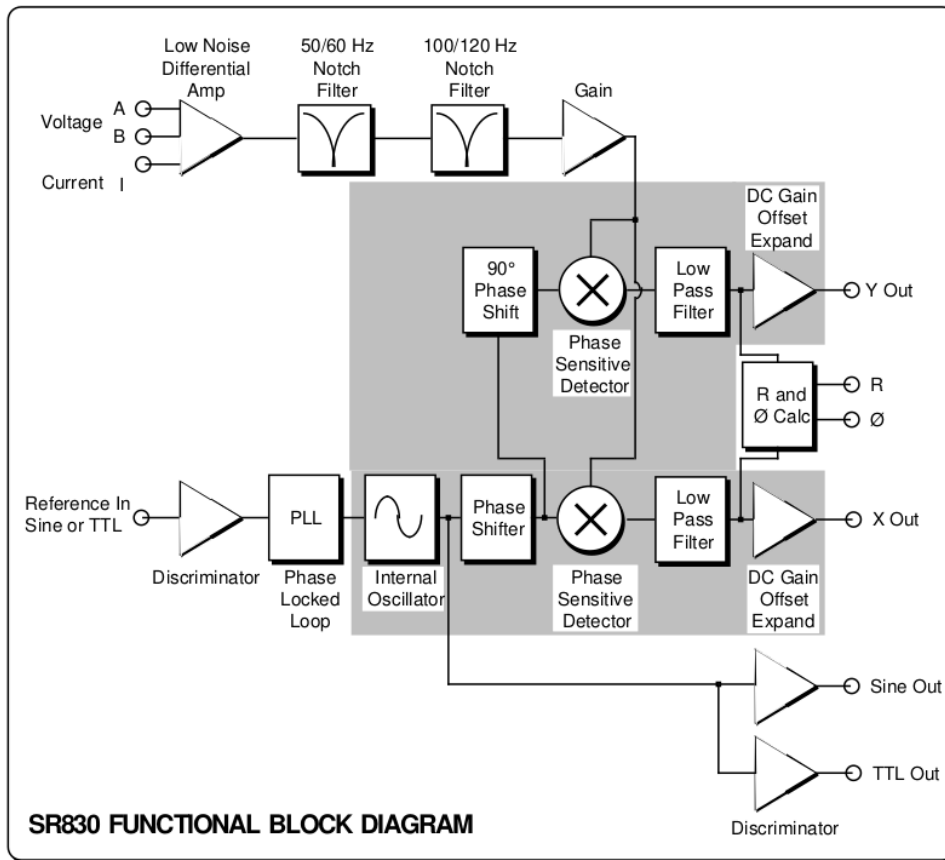 Low Noise
Differential
Amp
50/60 Hz
Notch
Filter
100/120 Hz
Notch
Filter
Gain
Voltage
A
B
Current
I
DC Gain
Offset
Expand
90°
Phase
Shift
Low
Pass
Filter
Y Out
Phase
Sensitive
Detector
R and
Ø Calc
R
Ø
Reference In
Sine or TTL
PLL
Phase
Shifter
Low
Pass
Filter
X Out
Discriminator
Phase
Locked
Loop
Internal
Oscillator
Phase
Sensitive
Detector
DC Gain
Offset
Expand
Sine Out
TTL Out
Discriminator
SR830 FUNCTIONAL BLOCK DIAGRAM